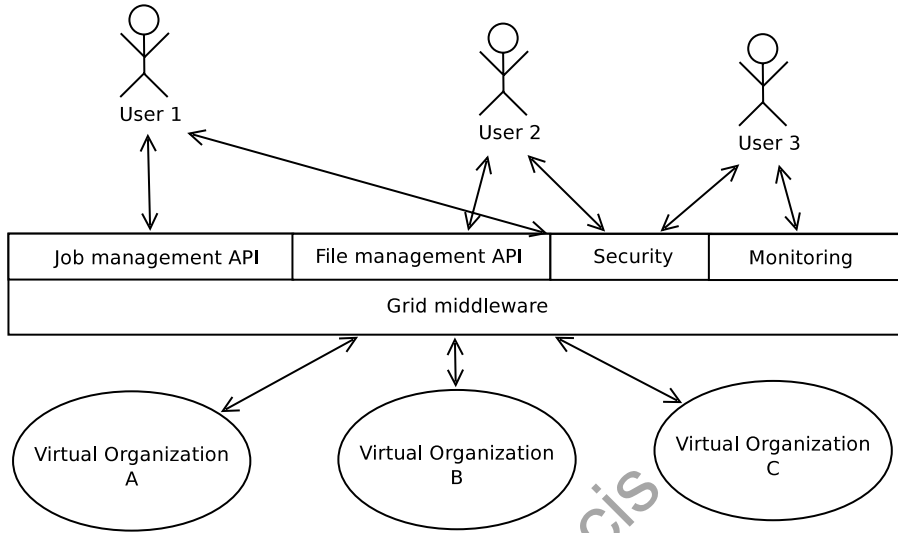 User 1
User 2
User 3
Job management API
File management API
Security
Monitoring
Grid middleware
Virtual Organization
A
Virtual Organization
B
Virtual Organization
C
cis